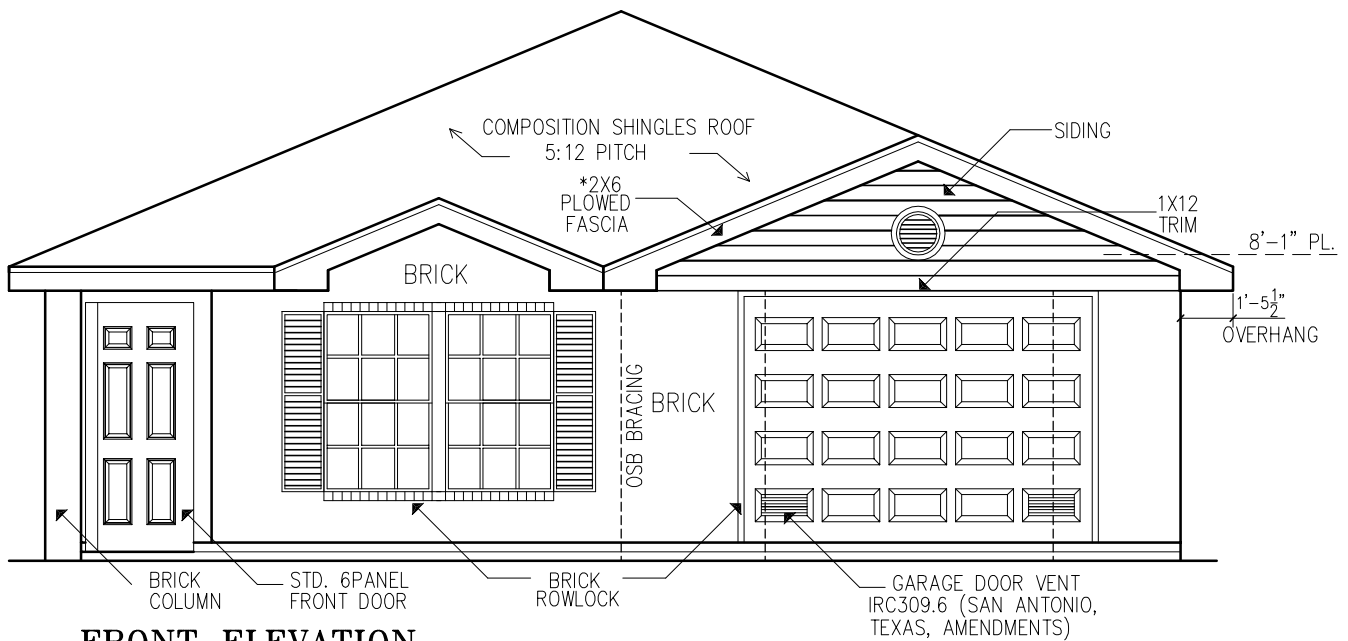 COMPOSITION SHINGLES ROOF
5:12 PITCH
SIDING
*2X6
PLOWED
FASCIA
1X12
TRIM
8'-1" PL.
BRICK
1'-5½"
OVERHANG
OSB BRACING
BRICK
BRICK
COLUMN
STD. 6PANEL
FRONT DOOR
BRICK
ROWLOCK
GARAGE DOOR VENT
IRC309.6 (SAN ANTONIO,
TEXAS, AMENDMENTS)
FRONT ELEVATION